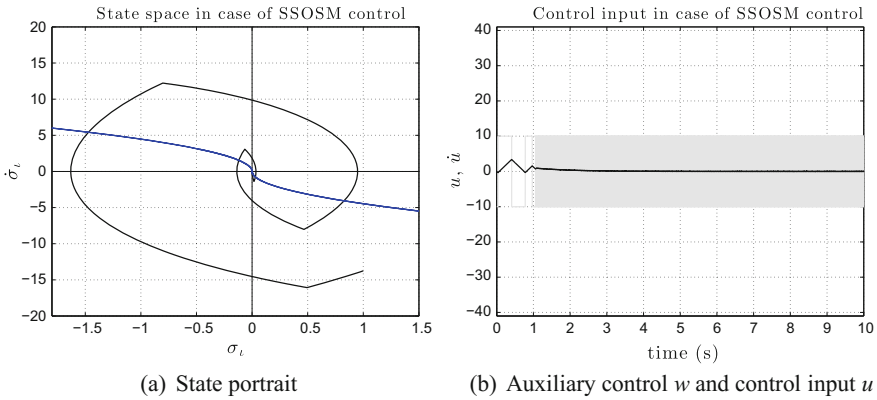 State space in case of SSOSM control
20
15
10
5
0
−5
−10
−15
−20
σ̇ι
−1.5 −1 −0.5 0 0.5 1 1.5
σι
(a) State portrait
Control input in case of SSOSM control
40
30
20
10
0
−10
−20
−30
−40
u, u̇
0 1 2 3 4 5 6 7 8 9 10
time (s)
(b) Auxiliary control w and control input u